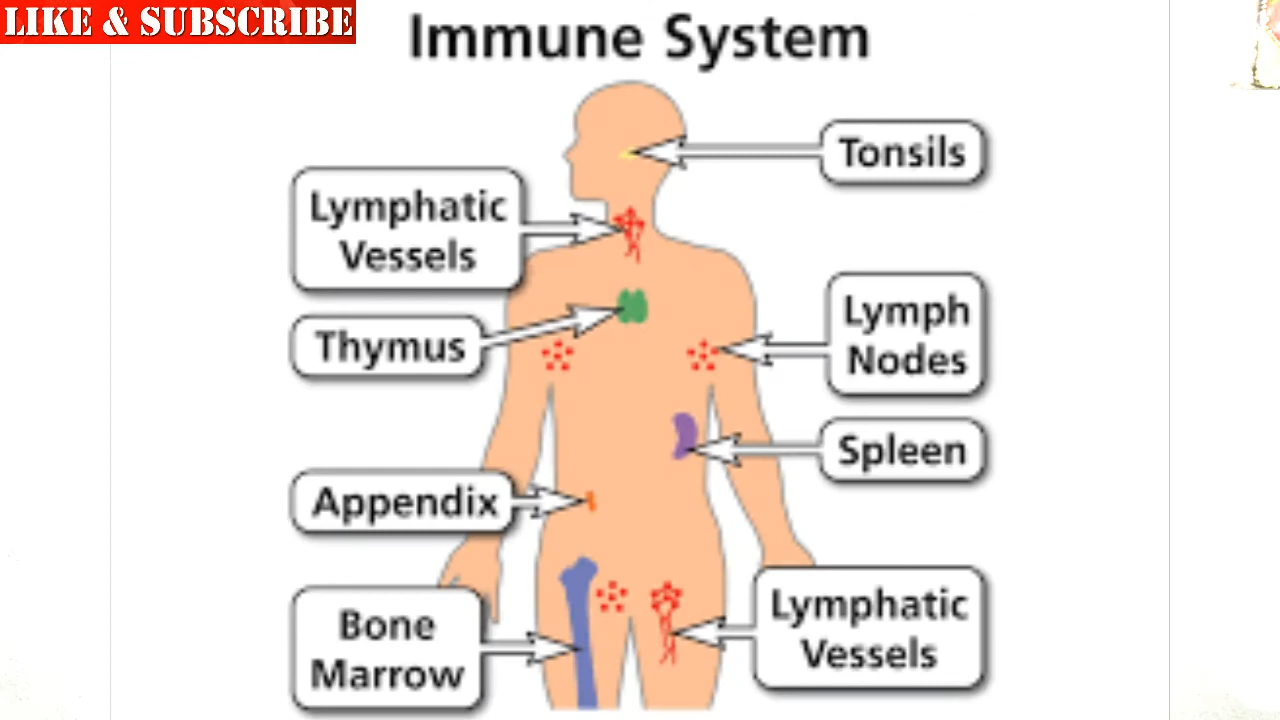 LIKE & SUBSCRIBE
Immune System
Tonsils
Lymphatic
Vessels
Lymph
Nodes
Thymus
Spleen
Appendix
Bone
Marrow
Lymphatic
Vessels